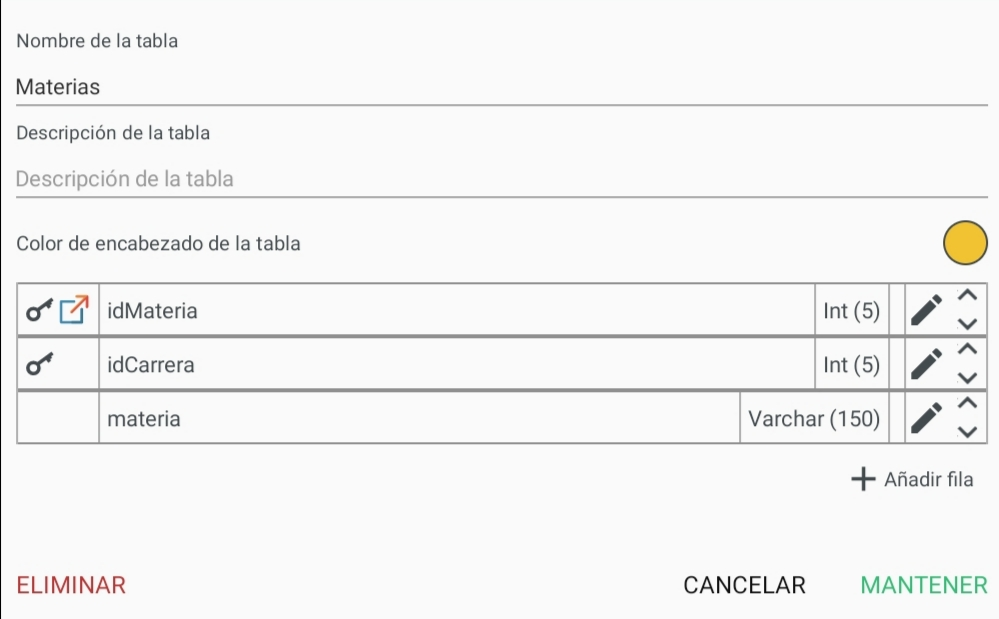 Nombre de la tabla
Materias
Descripción de la tabla
Descripción de la tabla
Color de encabezado de la tabla
idMateria Int (5)
idCarrera Int (5)
materia Varchar (150)
Añadir fila
ELIMINAR CANCELAR MANTENER